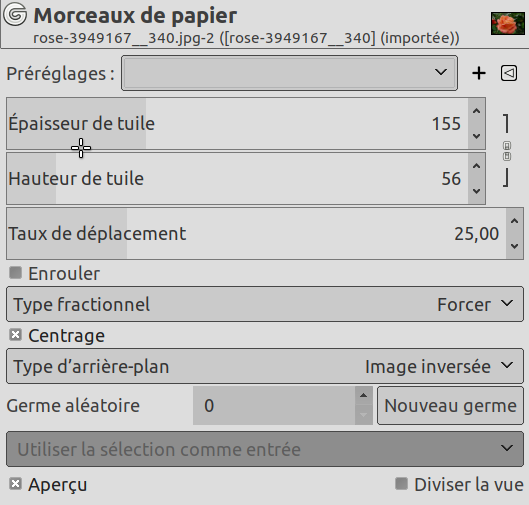 Morceaux de papier
rose-3949167__340.jpg-2 ([rose-3949167__340] (importée))
Préréglages :
Épaisseur de tuile 155
Hauteur de tuile 56
Taux de déplacement 25,00
Enrouler
Type fractionnel Forcer
Centrage
Type d’arrière-plan Image inversée
Germe aléatoire 0 Nouveau germe
Utiliser la sélection comme entrée
Aperçu Diviser la vue